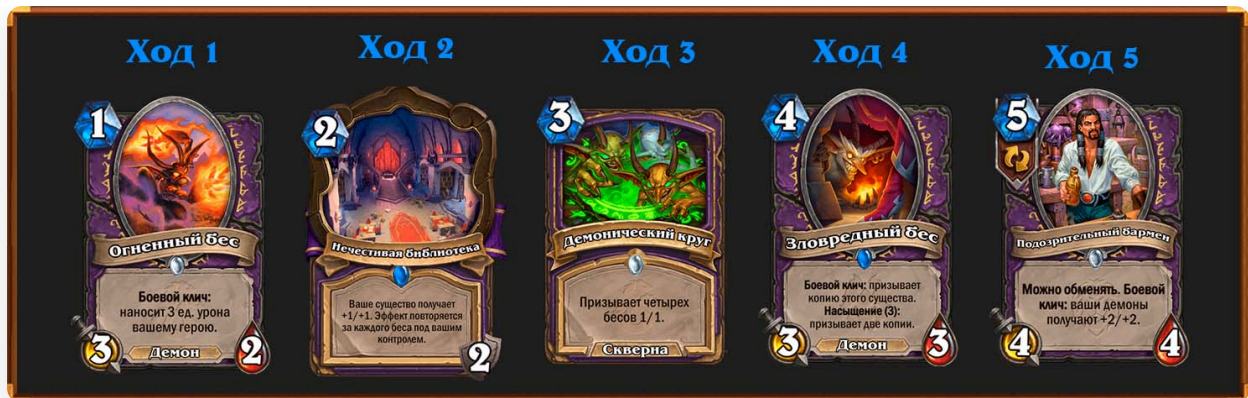 Ход 1
Ход 2
Ход 3
Ход 4
Ход 5
1
Огненный бес
Боевой клич:
наносит 3 ед. урона
вашему герою.
3
Демон
2
2
Нечестивая библиотека
Ваше существо получает
+1/+1. Эффект повторяется
за каждого беса под вашим
контролем.
2
3
Демонический круг
Призывает четырех
бесов 1/1.
Скверна
4
Зловредный бес
Боевой клич: призывает
копию этого существа.
Насыщение (3):
призывает две копии.
3
Демон
3
5
Подозрительный бармен
Можно обменять. Боевой
клич: ваши демоны
получают +2/+2.
4
4